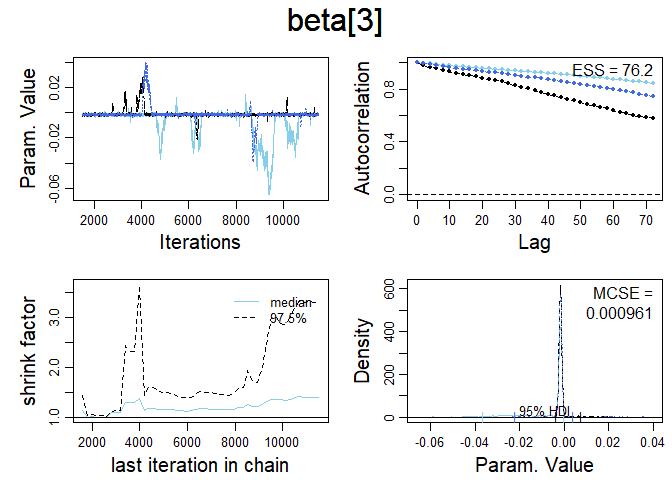 beta[3]
Param. Value
0.02
-0.02
-0.06
2000 4000 6000 8000 10000
Iterations
Autocorrelation
0.8
0.4
0.0
ESS = 76.2
0 10 20 30 40 50 60 70
Lag
shrink factor
3.0
2.0
1.0
median
97.5%
2000 4000 6000 8000 10000
last iteration in chain
Density
600
400
200
0
MCSE =
0.000961
95% HDI
-0.06 -0.04 -0.02 0.00 0.02 0.04
Param. Value